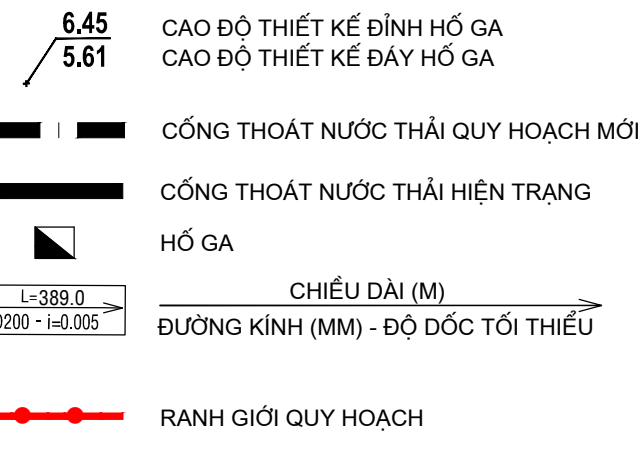 6.45 CAO ĐỘ THIẾT KẾ ĐỈNH HỐ GA
5.61 CAO ĐỘ THIẾT KẾ ĐÁY HỐ GA
CỐNG THOÁT NƯỚC THẢI QUY HOẠCH MỚI
CỐNG THOÁT NƯỚC THẢI HIỆN TRẠNG
HỐ GA
L=389.0 CHIỀU DÀI (M)
D200 - i=0.005 ĐƯỜNG KÍNH (MM) - ĐỘ DỐC TỐI THIỂU
RANH GIỚI QUY HOẠCH